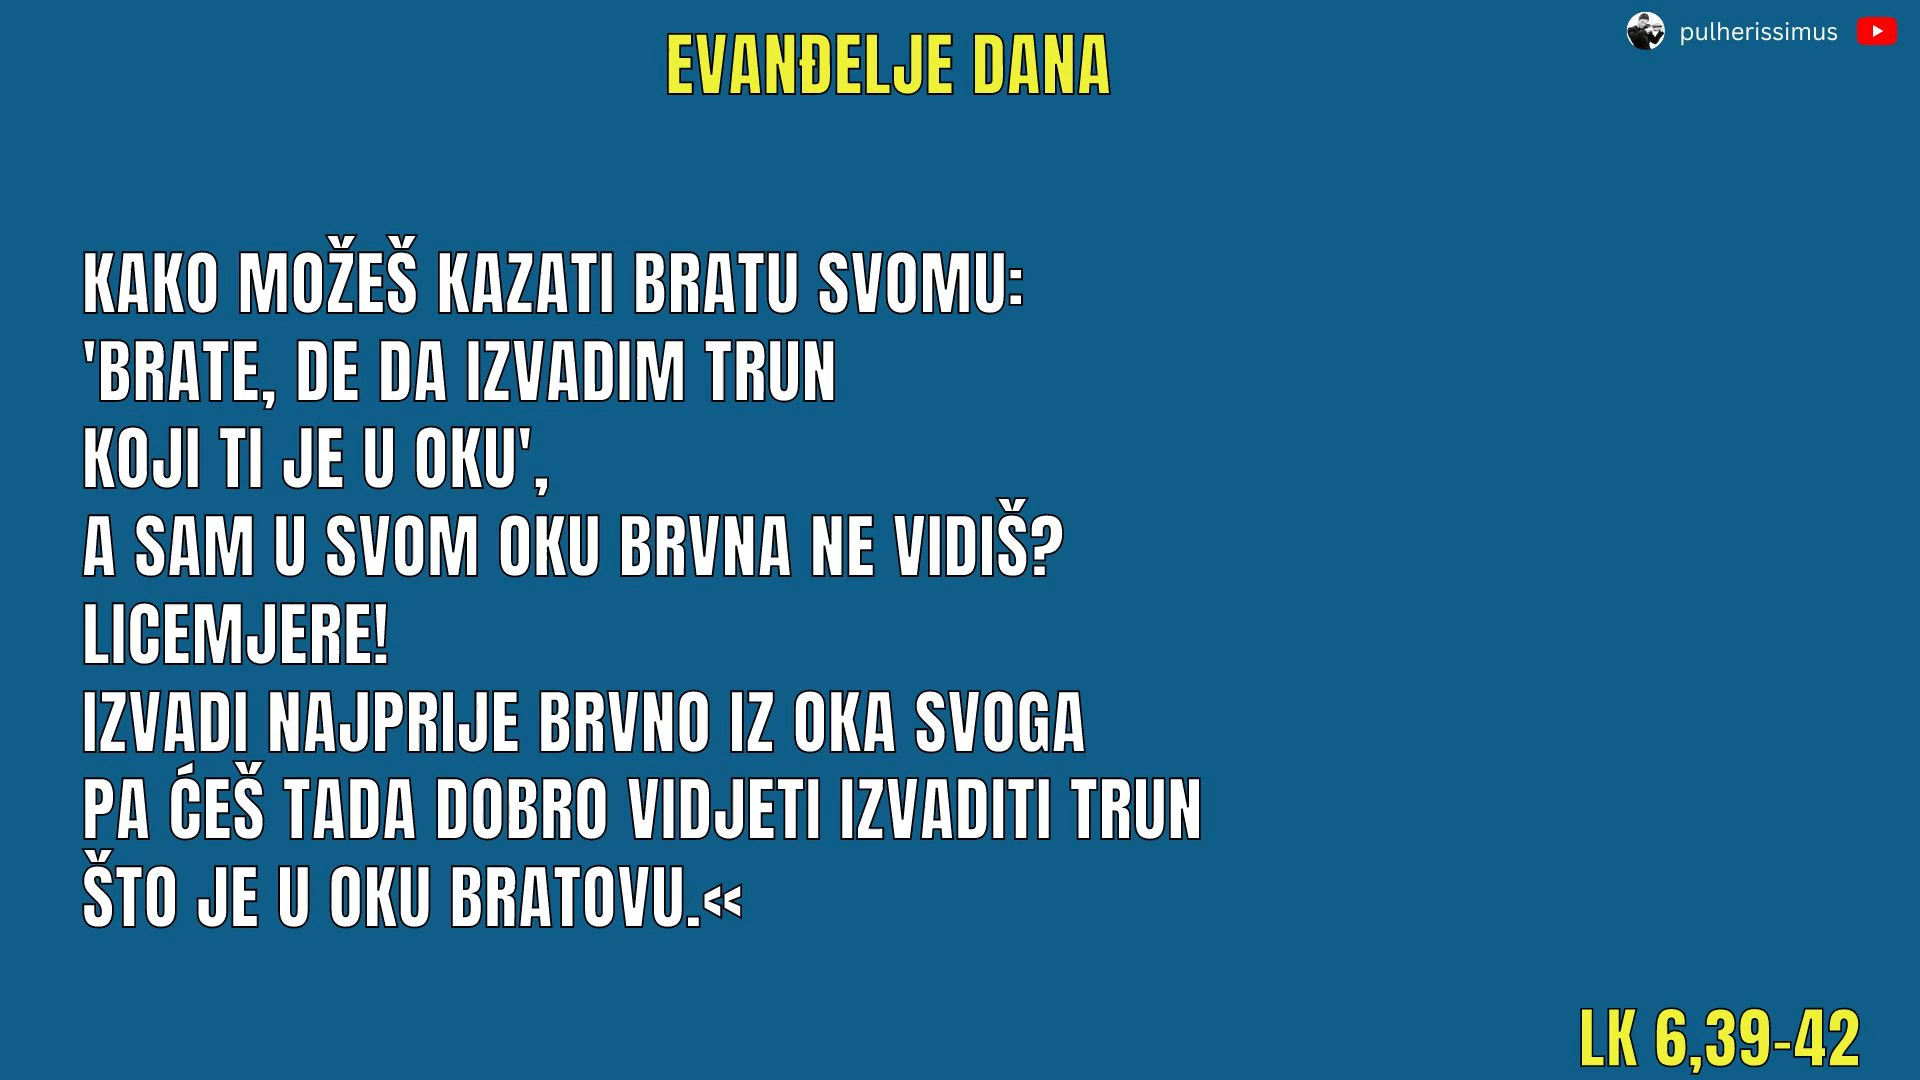 EVANĐELJE DANA
pulherissimus
KAKO MOŽEŠ KAZATI BRATU SVOMU:
'BRATE, DE DA IZVADIM TRUN
KOJI TI JE U OKU',
A SAM U SVOM OKU BRVNA NE VIDIŠ?
LICEMJERE!
IZVADI NAJPRIJE BRVNO IZ OKA SVOGA
PA ĆEŠ TADA DOBRO VIDJETI IZVADITI TRUN
ŠTO JE U OKU BRATOVU.<<
LK 6,39-42